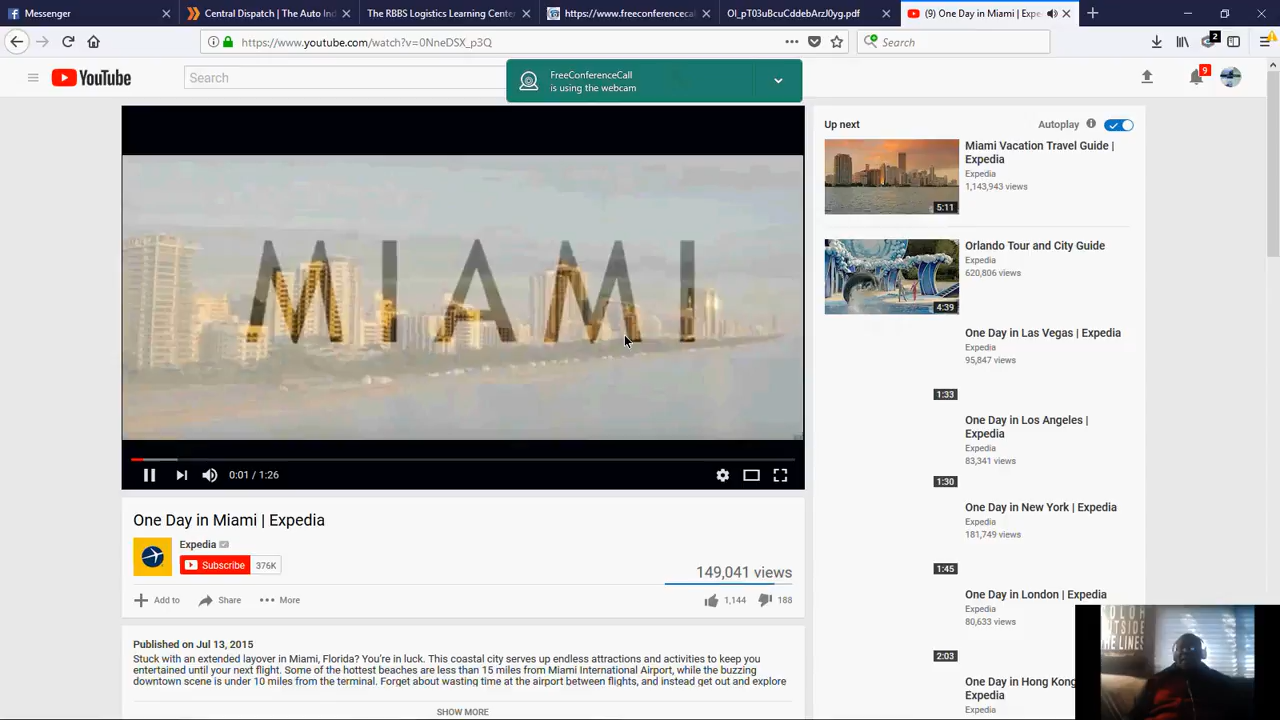 Messenger
Central Dispatch | The Auto Ind
The RBBS Logistics Learning Center
https://www.freeconferenceca
OI_pT03uBcuCddebArzJ0yg.pdf
(9) One Day in Miami | Expe
https://www.youtube.com/watch?v=0NneDSX_p3Q
Search
2
YouTube
Search
FreeConferenceCall
is using the webcam
9
MIAMI
0:01 / 1:26
One Day in Miami | Expedia
Expedia
Subscribe
376K
149,041 views
Add to
Share
More
1,144
188
Published on Jul 13, 2015
Stuck with an extended layover in Miami, Florida? You're in luck. This coastal city serves up endless attractions and activities to keep you
entertained until your next flight. Some of the hottest beaches are less than 15 miles from Miami International Airport, while the buzzing
downtown scene is under 10 miles from the terminal. Forget about wasting time at the airport between flights, and instead get out and explore
SHOW MORE
Up next
Autoplay
Miami Vacation Travel Guide |
Expedia
Expedia
1,143,943 views
5:11
Orlando Tour and City Guide
Expedia
620,806 views
4:39
One Day in Las Vegas | Expedia
Expedia
95,847 views
1:33
One Day in Los Angeles |
Expedia
Expedia
83,341 views
1:30
One Day in New York | Expedia
Expedia
181,749 views
1:45
One Day in London | Expedia
Expedia
80,633 views
2:03
One Day in Hong Kong
Expedia
Expedia
COLOR
OUTSIDE
THE LINES